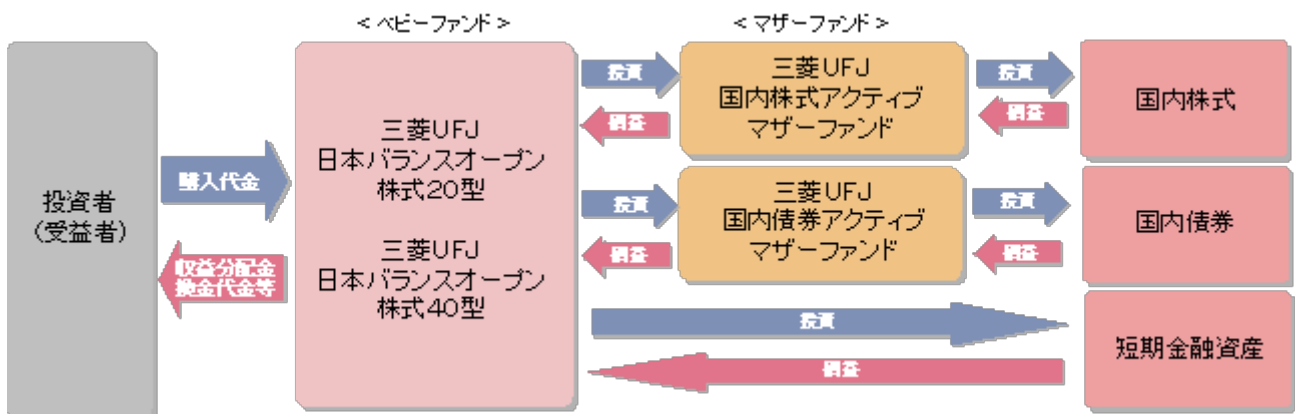 <ベビーファンド>
<マザーファンド>
投資者
(受益者)
購入代金
収益分配金
換金代金等
三菱UFJ
日本バランスオープン
株式20型
三菱UFJ
日本バランスオープン
株式40型
投資
損益
三菱UFJ
国内株式アクティブ
マザーファンド
投資
損益
国内株式
投資
損益
三菱UFJ
国内債券アクティブ
マザーファンド
投資
損益
国内債券
投資
損益
短期金融資産